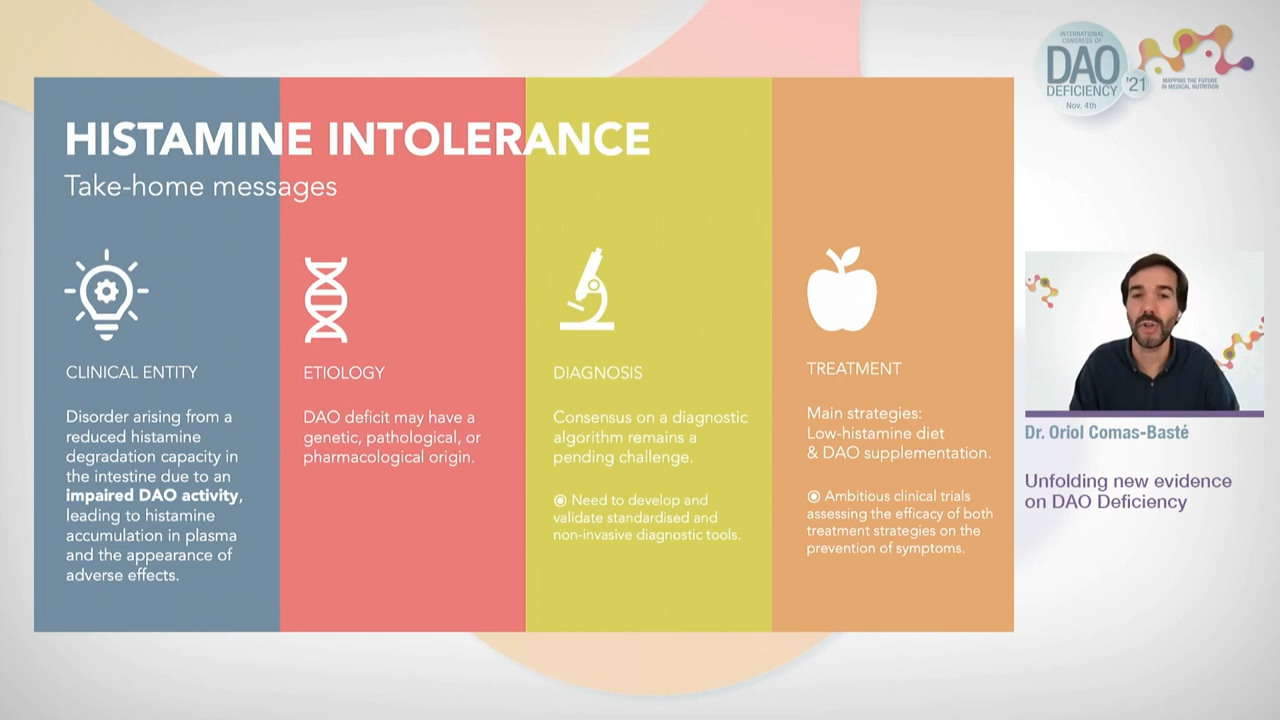 HISTAMINE INTOLERANCE
Take-home messages
CLINICAL ENTITY
Disorder arising from a
reduced histamine
degradation capacity in
the intestine due to an
impaired DAO activity,
leading to histamine
accumulation in plasma
and the appearance of
adverse effects.
ETIOLOGY
DAO deficit may have a
genetic, pathological, or
pharmacological origin.
DIAGNOSIS
Consensus on a diagnostic
algorithm remains a
pending challenge.
Need to develop and
validate standardised and
non-invasive diagnostic tools.
TREATMENT
Main strategies:
Low-histamine diet
& DAO supplementation.
Ambitious clinical trials
assessing the efficacy of both
treatment strategies on the
prevention of symptoms.
INTERNATIONAL
CONGRESS OF
DAO
DEFICIENCY
'21
Nov. 4th
MAPPING THE FUTURE
IN MEDICAL NUTRITION
Dr. Oriol Comas-Basté
Unfolding new evidence
on DAO Deficiency